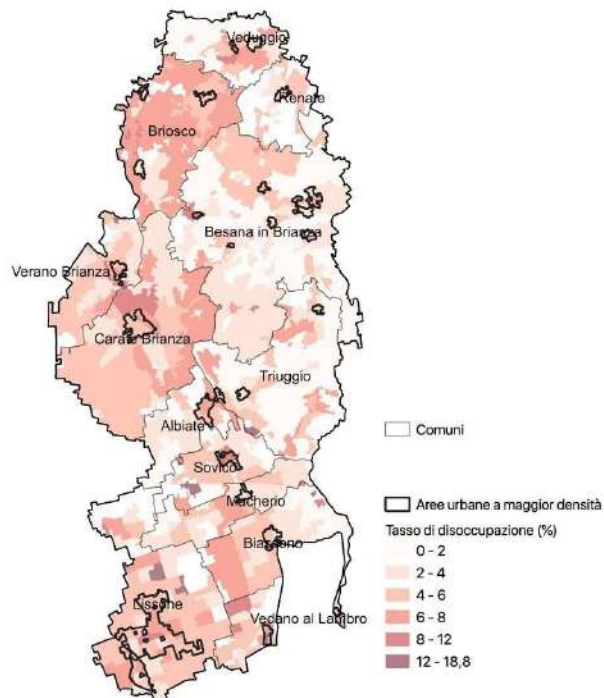 Veduggio
Renate
Briosco
Besana in Brianza
Verano Brianza
Carate Brianza
Triuggio
Albiate
Sovico
Macherio
Biassono
Lissone
Vedano al Lambro
Comuni
Aree urbane a maggior densità
Tasso di disoccupazione (%)
0 - 2
2 - 4
4 - 6
6 - 8
8 - 12
12 - 18,8